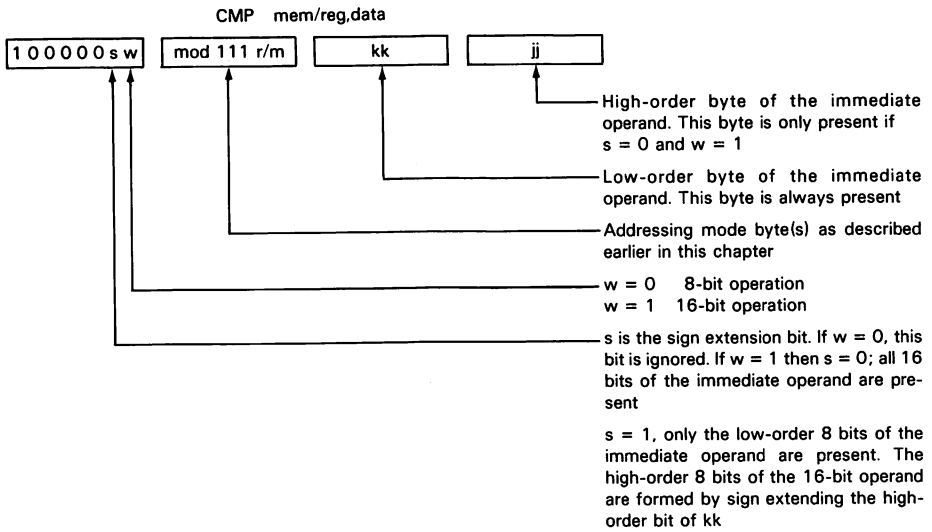 CMP mem/reg,data
1 0 0 0 0 0 s w mod 111 r/m kk jj
High-order byte of the immediate
operand. This byte is only present if
s = 0 and w = 1
Low-order byte of the immediate
operand. This byte is always present
Addressing mode byte(s) as described
earlier in this chapter
w = 0 8-bit operation
w = 1 16-bit operation
s is the sign extension bit. If w = 0, this
bit is ignored. If w = 1 then s = 0; all 16
bits of the immediate operand are pre-
sent
s = 1, only the low-order 8 bits of the
immediate operand are present. The
high-order 8 bits of the 16-bit operand
are formed by sign extending the high-
order bit of kk